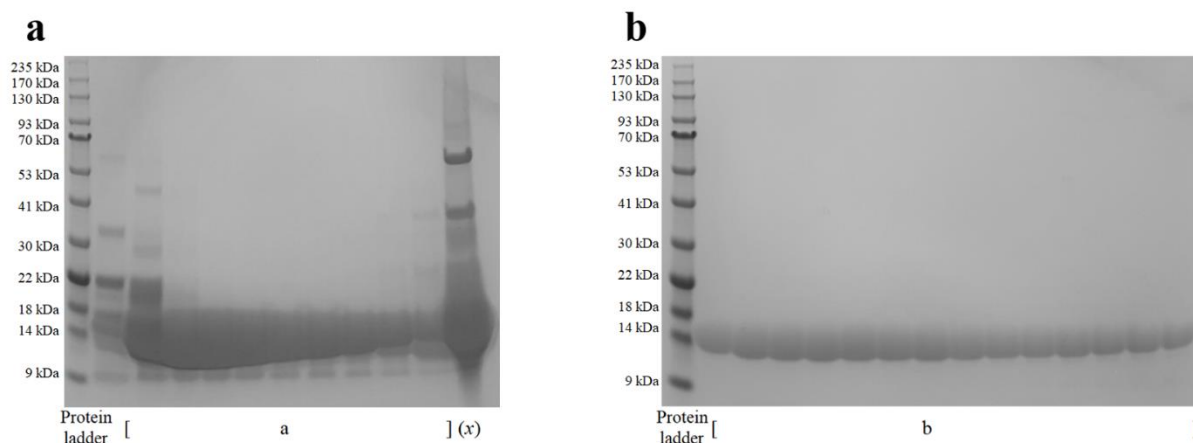 a
235 kDa
170 kDa
130 kDa
93 kDa
70 kDa
53 kDa
41 kDa
30 kDa
22 kDa
18 kDa
14 kDa
9 kDa
Protein
ladder [ a ] (x)
b
235 kDa
170 kDa
130 kDa
93 kDa
70 kDa
53 kDa
41 kDa
30 kDa
22 kDa
18 kDa
14 kDa
9 kDa
Protein
ladder [ b